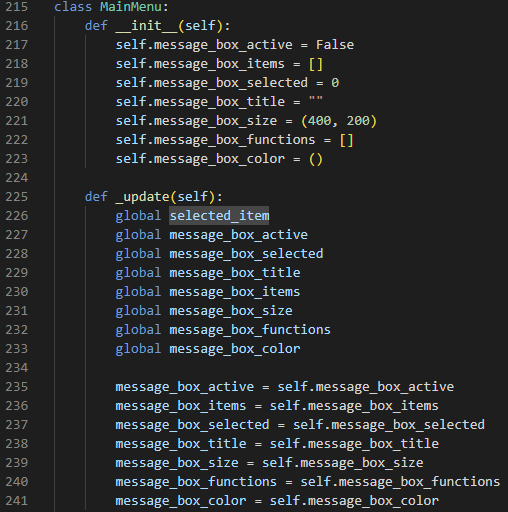 215 class MainMenu:
216     def __init__(self):
217         self.message_box_active = False
218         self.message_box_items = []
219         self.message_box_selected = 0
220         self.message_box_title = ""
221         self.message_box_size = (400, 200)
222         self.message_box_functions = []
223         self.message_box_color = ()
224
225     def _update(self):
226         global selected_item
227         global message_box_active
228         global message_box_selected
229         global message_box_title
230         global message_box_items
231         global message_box_size
232         global message_box_functions
233         global message_box_color
234
235         message_box_active = self.message_box_active
236         message_box_items = self.message_box_items
237         message_box_selected = self.message_box_selected
238         message_box_title = self.message_box_title
239         message_box_size = self.message_box_size
240         message_box_functions = self.message_box_functions
241         message_box_color = self.message_box_color